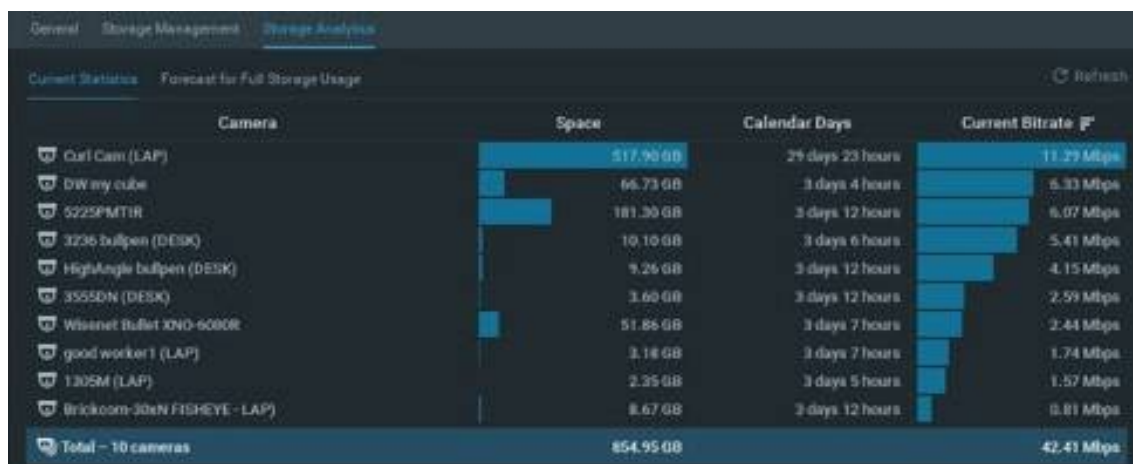 General Storage Management Storage Analytics
Current Statistics Forecast for Full Storage Usage Refresh
Camera Space Calendar Days Current Bitrate
Curl Cam (LAP) 517.90 GB 29 days 23 hours 11.29 Mbps
DW my cube 66.73 GB 3 days 4 hours 6.33 Mbps
5225PMTIR 181.30 GB 3 days 12 hours 6.07 Mbps
3236 bullpen (DESK) 10.10 GB 3 days 6 hours 5.41 Mbps
HighAngle bullpen (DESK) 9.26 GB 3 days 12 hours 4.15 Mbps
3555DN (DESK) 3.60 GB 3 days 12 hours 2.59 Mbps
Wisenet Bullet XNO-6080R 51.86 GB 3 days 7 hours 2.44 Mbps
good worker1 (LAP) 3.18 GB 3 days 7 hours 1.74 Mbps
1305M (LAP) 2.35 GB 3 days 5 hours 1.57 Mbps
Brickcom-30xN FISHEYE - LAP) 8.67 GB 3 days 12 hours 0.81 Mbps
Total – 10 cameras 854.95 GB 42.41 Mbps